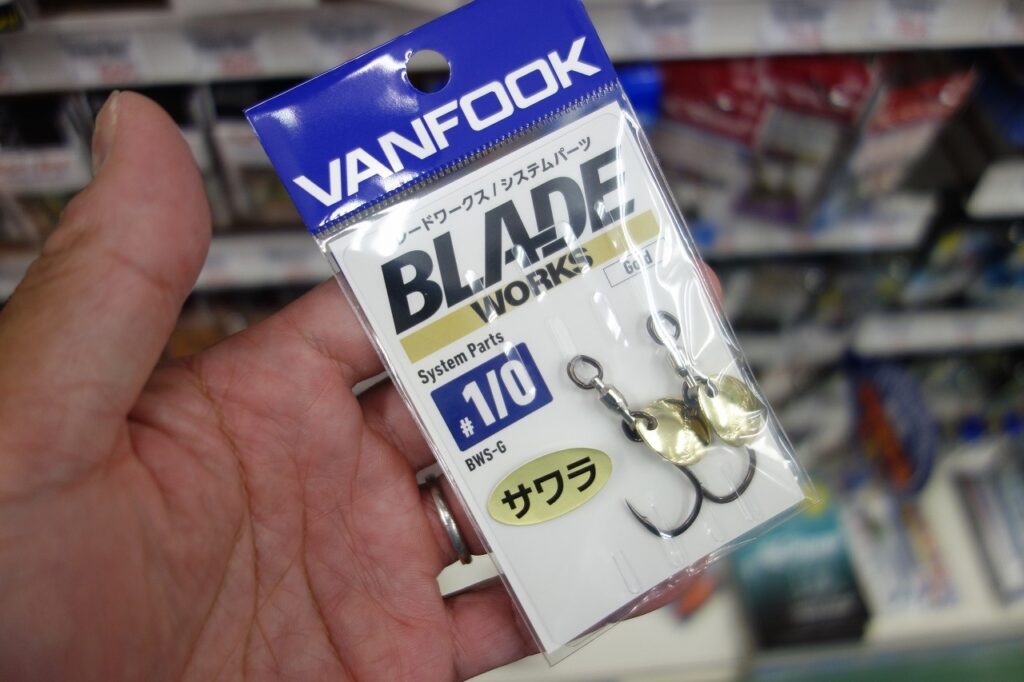 VANFOOK
ードワークス/システムパーツ
BLADE
WORKS
Gold
System Parts
#1/0
BWS-G
サワラ